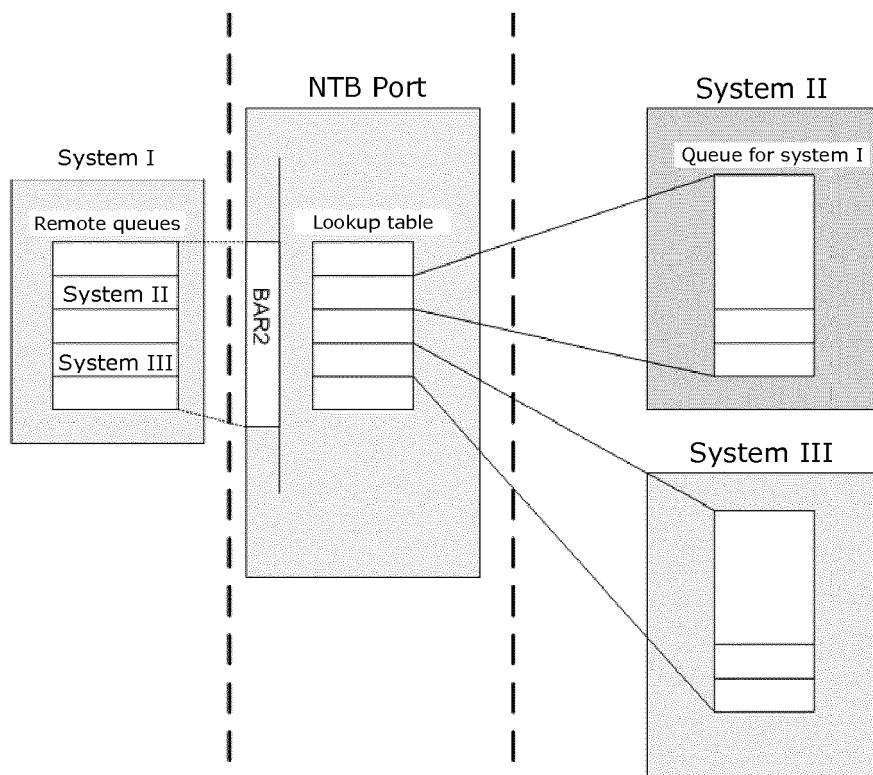 NTB Port
System II
System I
Queue for system I
Remote queues
Lookup table
System II
BAR2
System III
System III